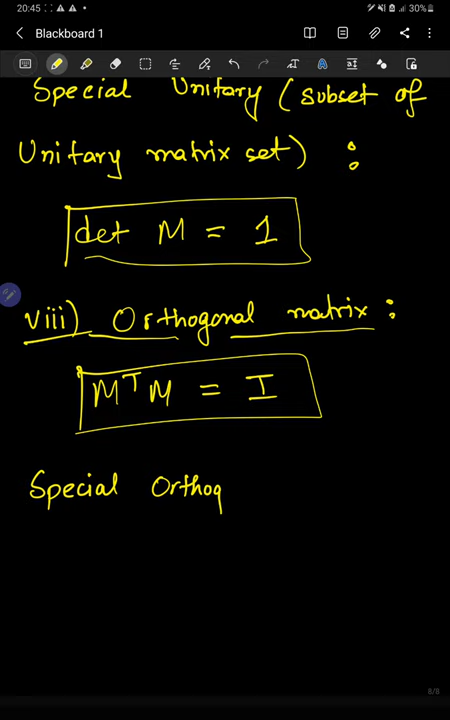 20:45
30%
Blackboard 1
Special Unitary (subset of
Unitary matrix set) :
det M = 1
viii) Orthogonal matrix :
MᵀM = I
Special Orthog
8/8